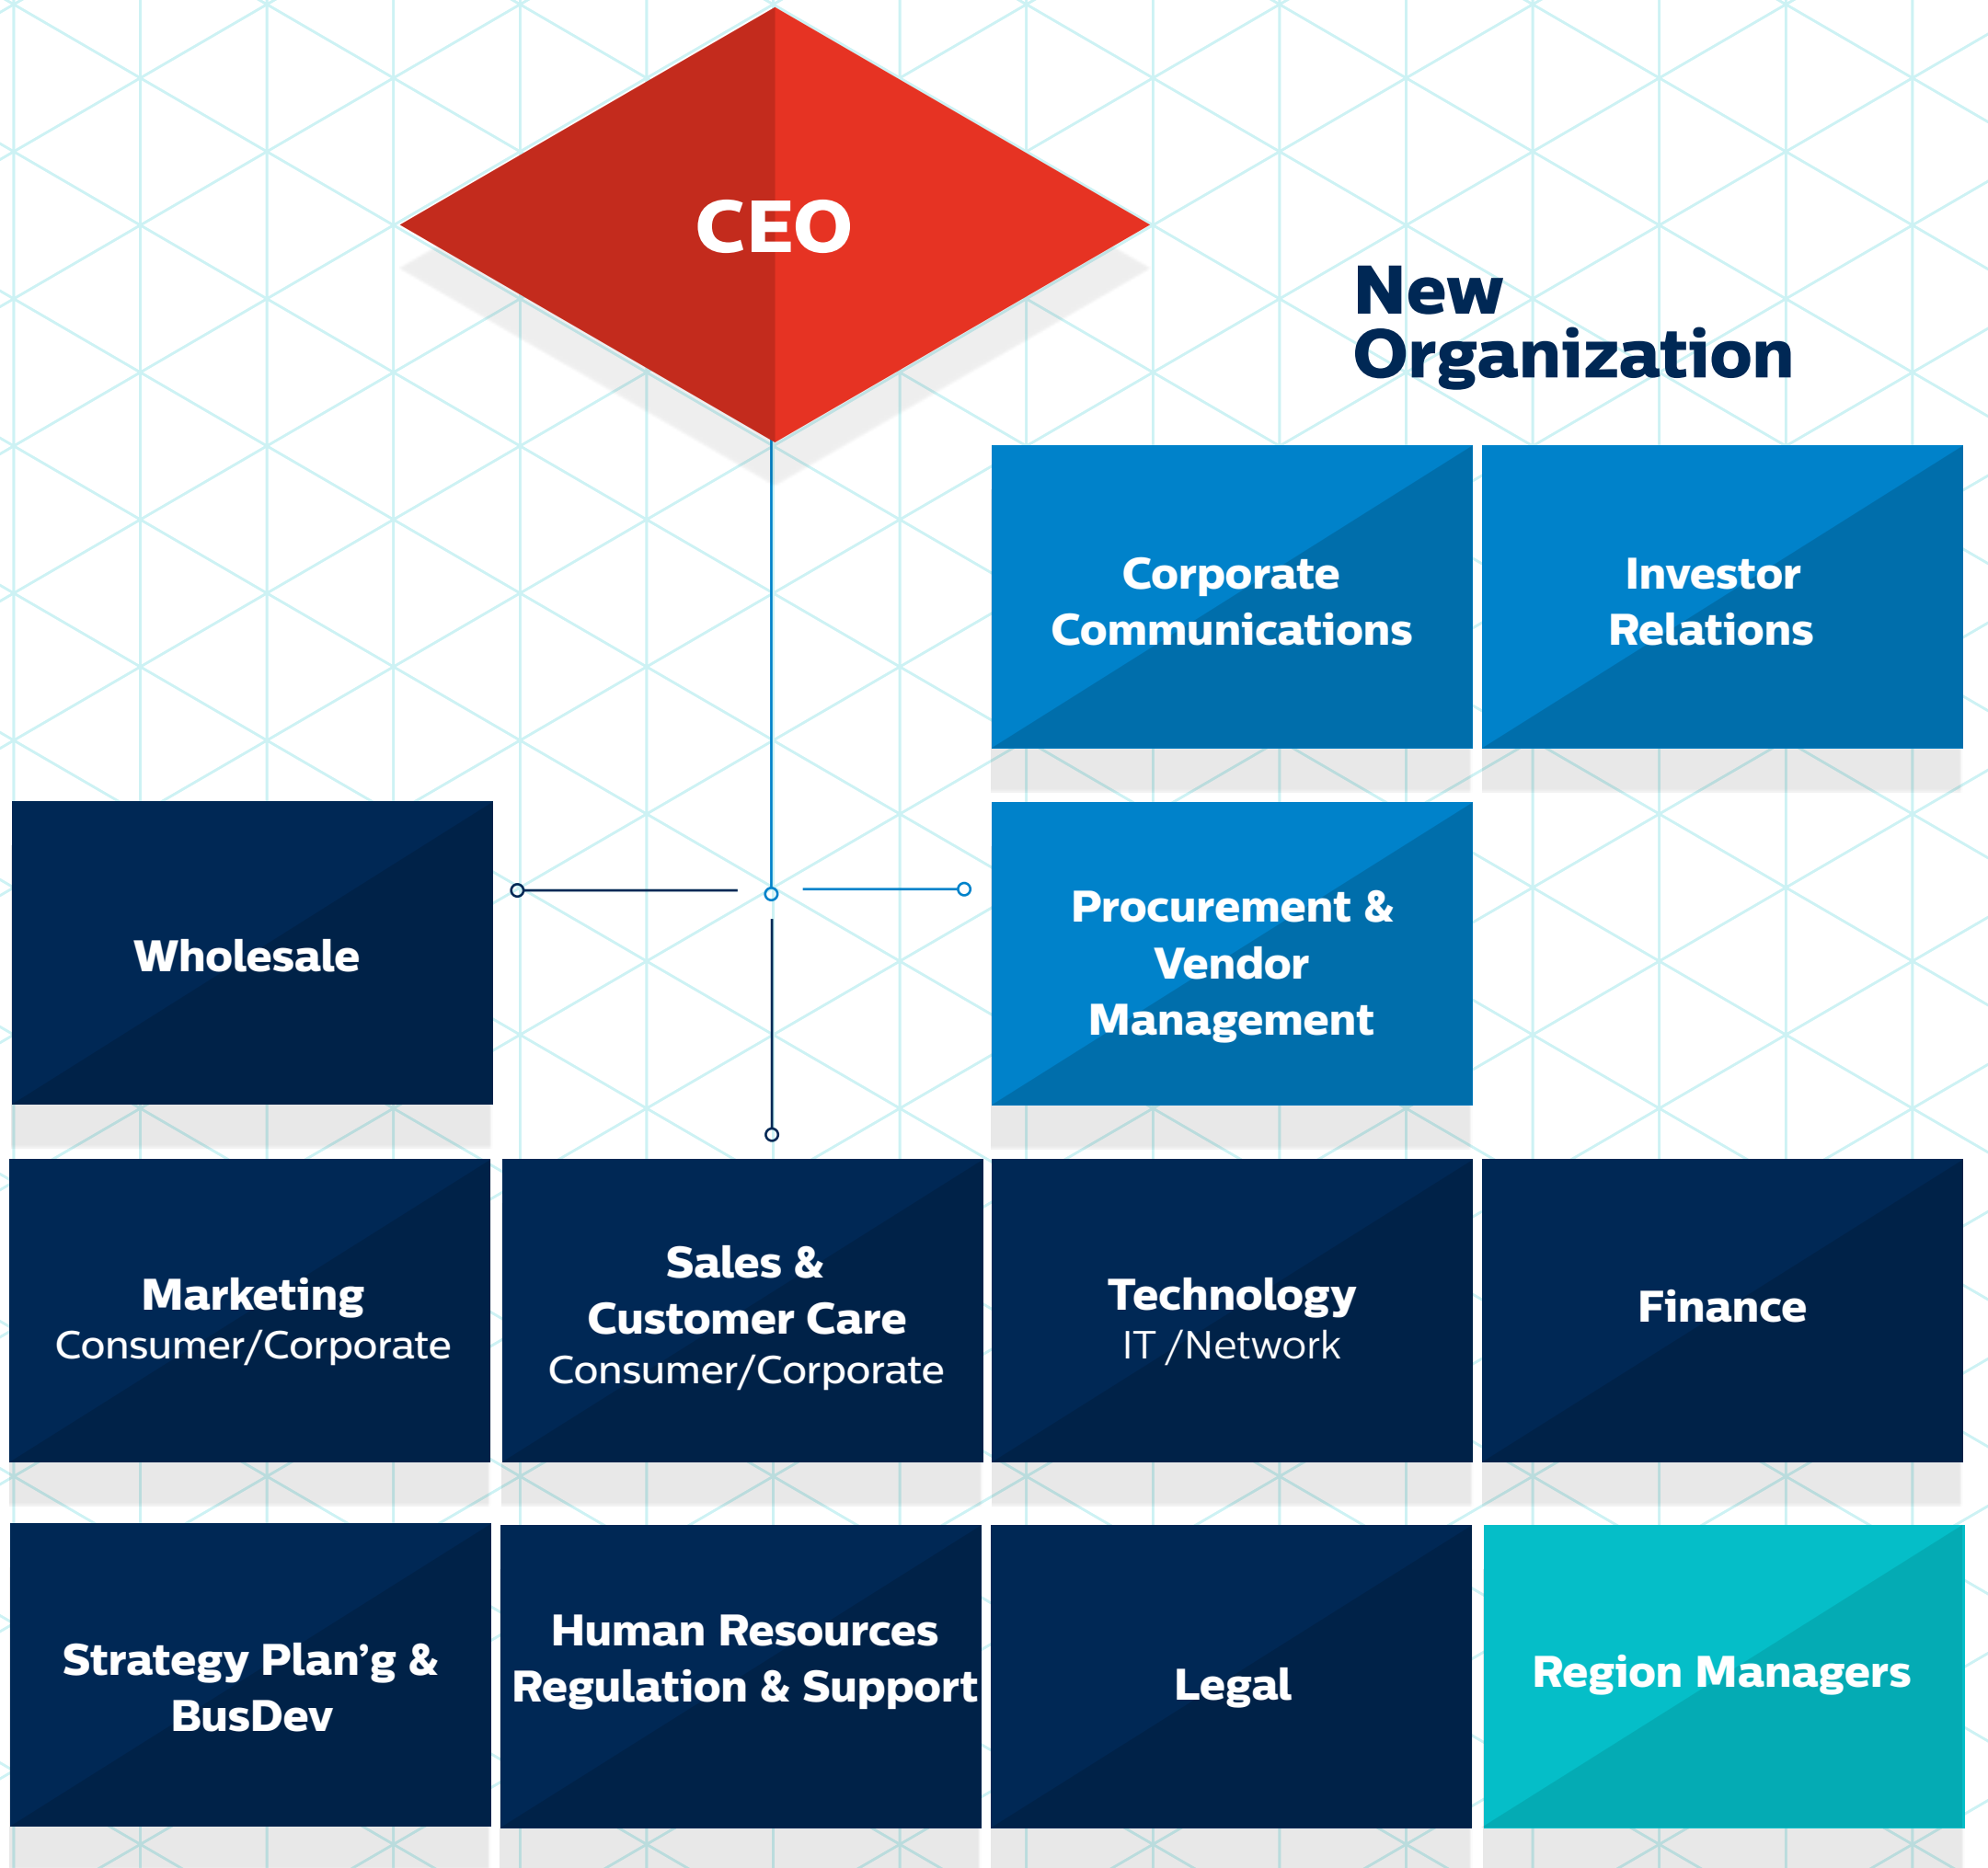 CEO
New
Organization
Corporate
Communications
Investor
Relations
Wholesale
Procurement &
Vendor
Management
Marketing
Consumer/Corporate
Sales &
Customer Care
Consumer/Corporate
Technology
IT /Network
Finance
Strategy Plan’g &
BusDev
Human Resources
Regulation & Support
Legal
Region Managers